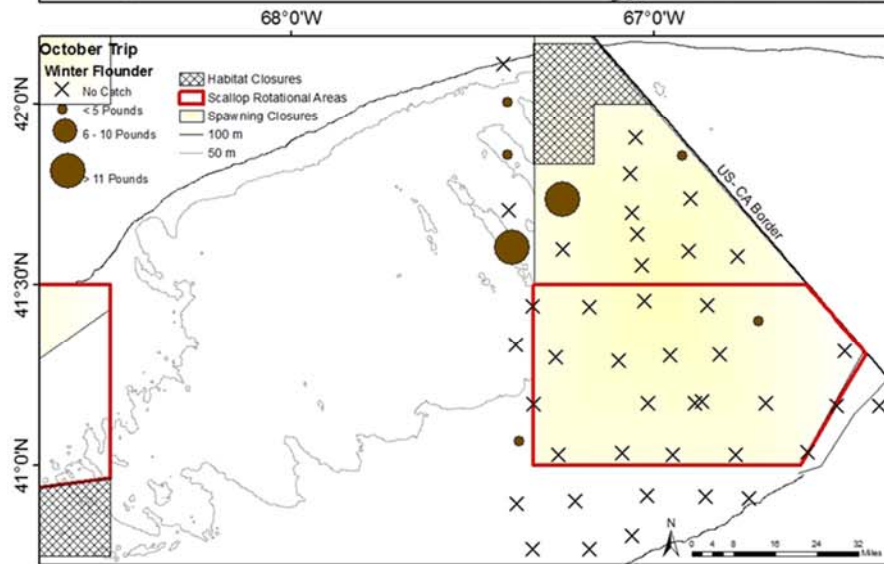 68°0'W
67°0'W
October Trip
Winter Flounder
No Catch
< 5 Pounds
6 - 10 Pounds
> 11 Pounds
Habitat Closures
Scallop Rotational Areas
Spawning Closures
100 m
50 m
42°0'N
US- CA Border
41°30'N
41°0'N
N
0 4 8 16 24 32
Miles